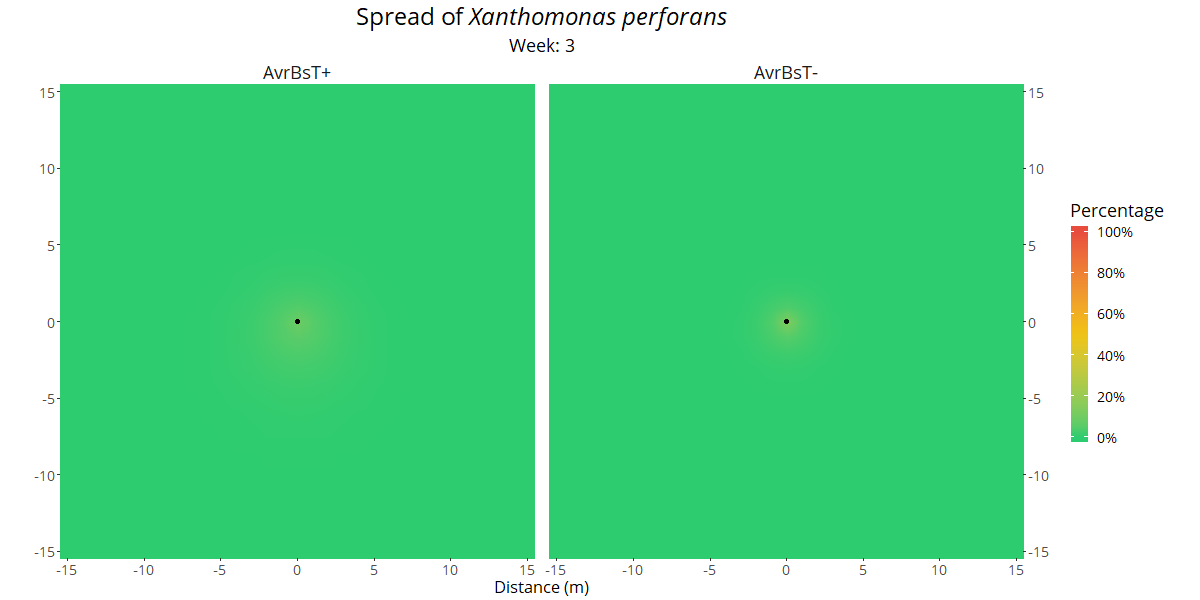 Spread of Xanthomonas perforans
Week: 3
AvrBsT+
AvrBsT-
15
10
5
0
-5
-10
-15
15
10
5
0
-5
-10
-15
-15 -10 -5 0 5 10 15
-15 -10 -5 0 5 10 15
Distance (m)
Percentage
100%
80%
60%
40%
20%
0%